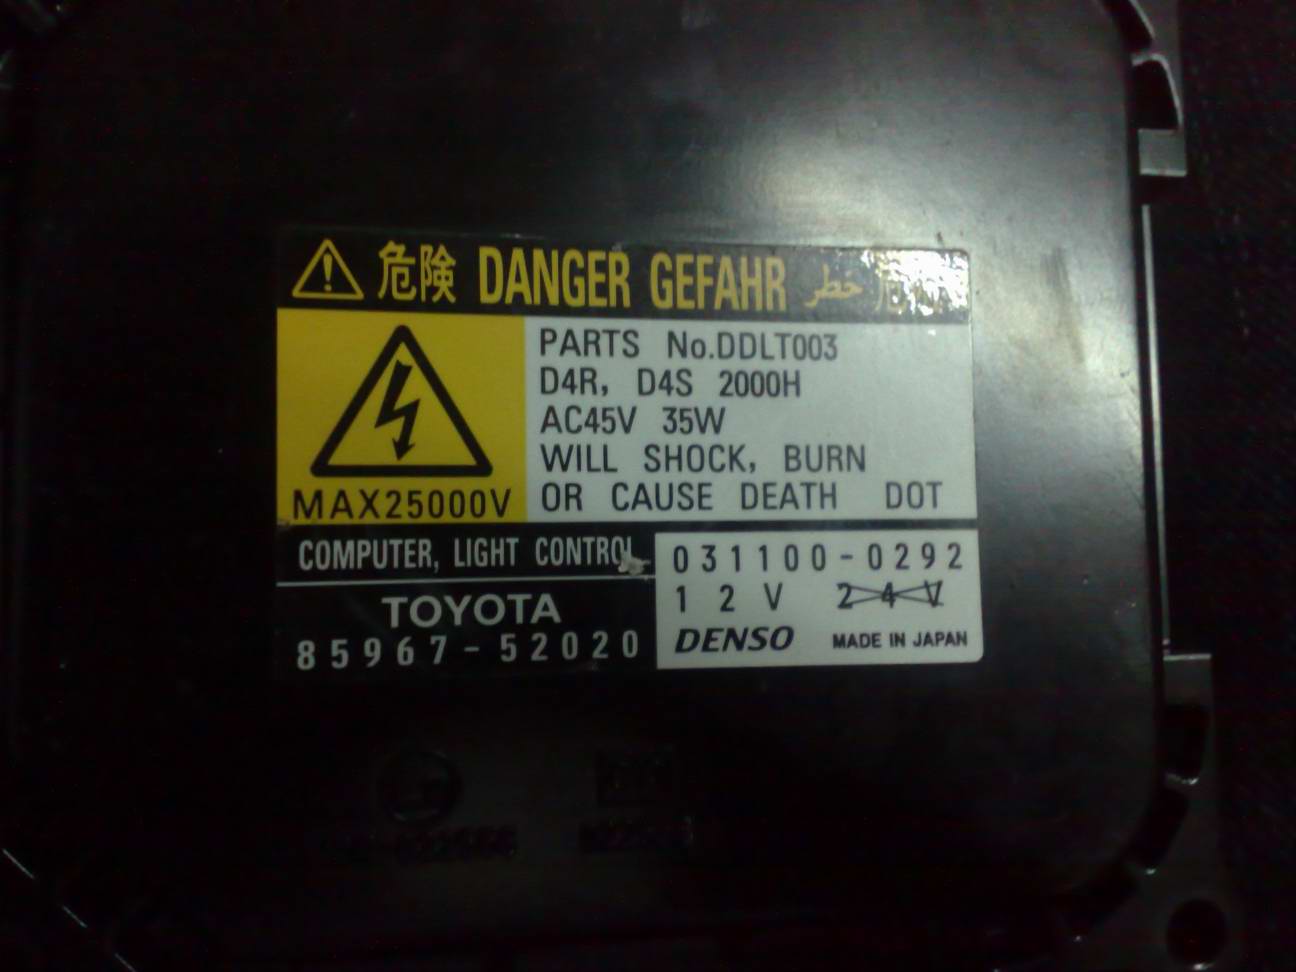 危険 DANGER GEFAHR خطر 危
PARTS No.DDLT003
D4R, D4S 2000H
AC45V 35W
WILL SHOCK, BURN
OR CAUSE DEATH DOT
MAX25000V
COMPUTER, LIGHT CONTROL
TOYOTA
85967-52020
031100-0292
12V 24V
DENSO MADE IN JAPAN